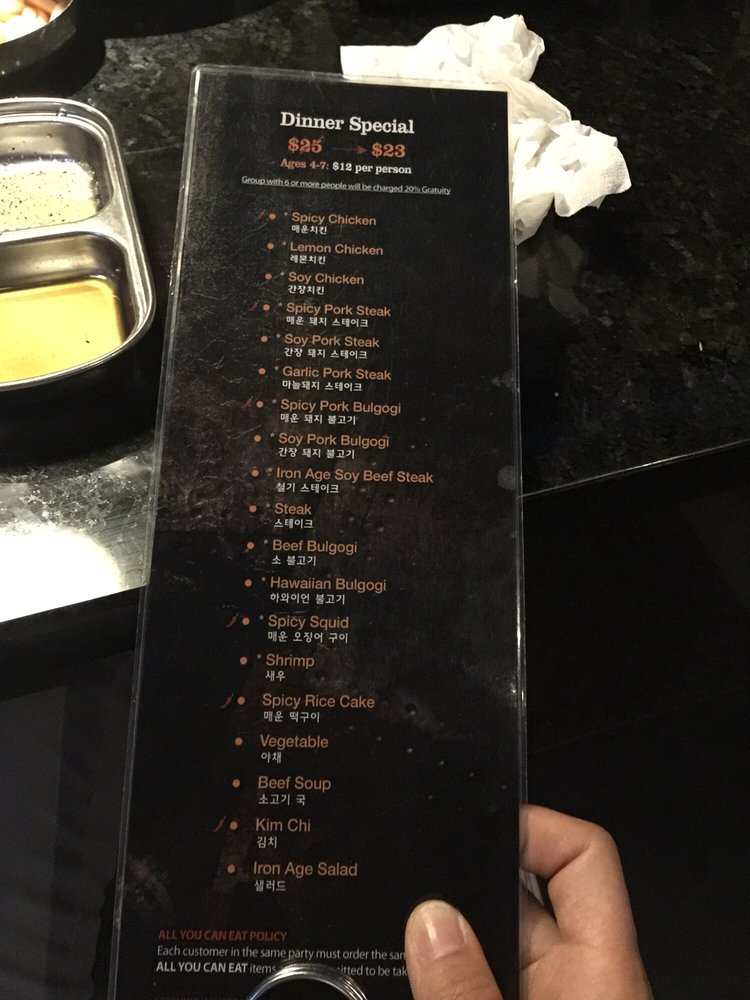 Dinner Special
$25 → $23
Ages 4-7: $12 per person
Group with 6 or more people will be charged 20% Gratuity
• * Spicy Chicken
매운치킨
• * Lemon Chicken
레몬치킨
• * Soy Chicken
간장치킨
• * Spicy Pork Steak
매운 돼지 스테이크
• * Soy Pork Steak
간장 돼지 스테이크
• * Garlic Pork Steak
마늘돼지 스테이크
• * Spicy Pork Bulgogi
매운 돼지 불고기
• * Soy Pork Bulgogi
간장 돼지 불고기
• * Iron Age Soy Beef Steak
철기 스테이크
• * Steak
스테이크
• * Beef Bulgogi
소 불고기
• * Hawaiian Bulgogi
하와이언 불고기
• * Spicy Squid
매운 오징어 구이
• * Shrimp
새우
• Spicy Rice Cake
매운 떡구이
• Vegetable
야채
• Beef Soup
소고기 국
• Kim Chi
김치
• Iron Age Salad
샐러드
ALL YOU CAN EAT POLICY
Each customer in the same party must order the
ALL YOU CAN EAT items to be